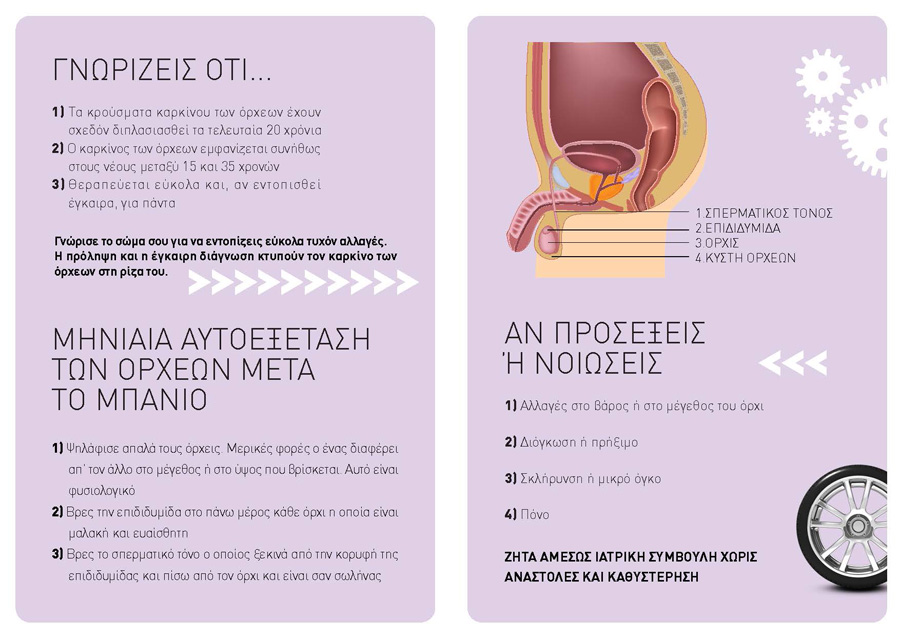 ΓΝΩΡΙΖΕΙΣ ΟΤΙ...
1) Τα κρούσματα καρκίνου των όρχεων έχουν
σχεδόν διπλασιασθεί τα τελευταία 20 χρόνια
2) Ο καρκίνος των όρχεων εμφανίζεται συνήθως
στους νέους μεταξύ 15 και 35 χρονών
3) Θεραπεύεται εύκολα και, αν εντοπισθεί
έγκαιρα, για πάντα
Γνώρισε το σώμα σου για να εντοπίζεις εύκολα τυχόν αλλαγές.
Η πρόληψη και η έγκαιρη διάγνωση κτυπούν τον καρκίνο των
όρχεων στη ρίζα του.
ΜΗΝΙΑΙΑ ΑΥΤΟΕΞΕΤΑΣΗ
ΤΩΝ ΟΡΧΕΩΝ ΜΕΤΑ
ΤΟ ΜΠΑΝΙΟ
1) Ψηλάφισε απαλά τους όρχεις. Μερικές φορές ο ένας διαφέρει
απ' τον άλλο στο μέγεθος ή στο ύψος που βρίσκεται. Αυτό είναι
φυσιολογικό
2) Βρες την επιδιδυμίδα στο πάνω μέρος κάθε όρχι η οποία είναι
μαλακή και ευαίσθητη
3) Βρες το σπερματικό τόνο ο οποίος ξεκινά από την κορυφή της
επιδιδυμίδας και πίσω από τον όρχι και είναι σαν σωλήνας
1.ΣΠΕΡΜΑΤΙΚΟΣ ΤΟΝΟΣ
2.ΕΠΙΔΙΔΥΜΙΔΑ
3.ΟΡΧΙΣ
4.ΚΥΣΤΗ ΟΡΧΕΩΝ
ΑΝ ΠΡΟΣΕΞΕΙΣ
Ή ΝΟΙΩΣΕΙΣ
1) Αλλαγές στο βάρος ή στο μέγεθος του όρχι
2) Διόγκωση ή πρήξιμο
3) Σκλήρυνση ή μικρό όγκο
4) Πόνο
ΖΗΤΑ ΑΜΕΣΩΣ ΙΑΤΡΙΚΗ ΣΥΜΒΟΥΛΗ ΧΩΡΙΣ
ΑΝΑΣΤΟΛΕΣ ΚΑΙ ΚΑΘΥΣΤΕΡΗΣΗ